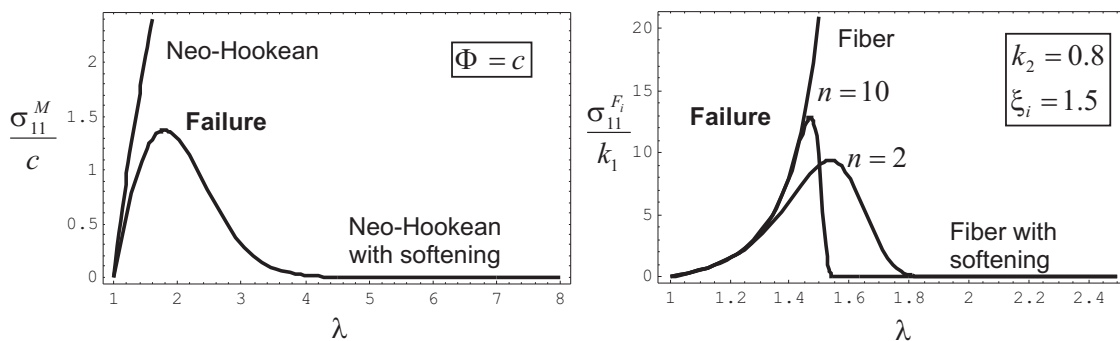 Neo-Hookean
Φ = c
Failure
σ₁₁ᴹ / c
Neo-Hookean
with softening
2
1.5
1
0.5
0
1 2 3 4 5 6 7 8
λ
Fiber
k₂ = 0.8
ξᵢ = 1.5
n = 10
Failure
σ₁₁^{Fᵢ} / k₁
n = 2
Fiber with
softening
20
15
10
5
0
1 1.2 1.4 1.6 1.8 2 2.2 2.4
λ